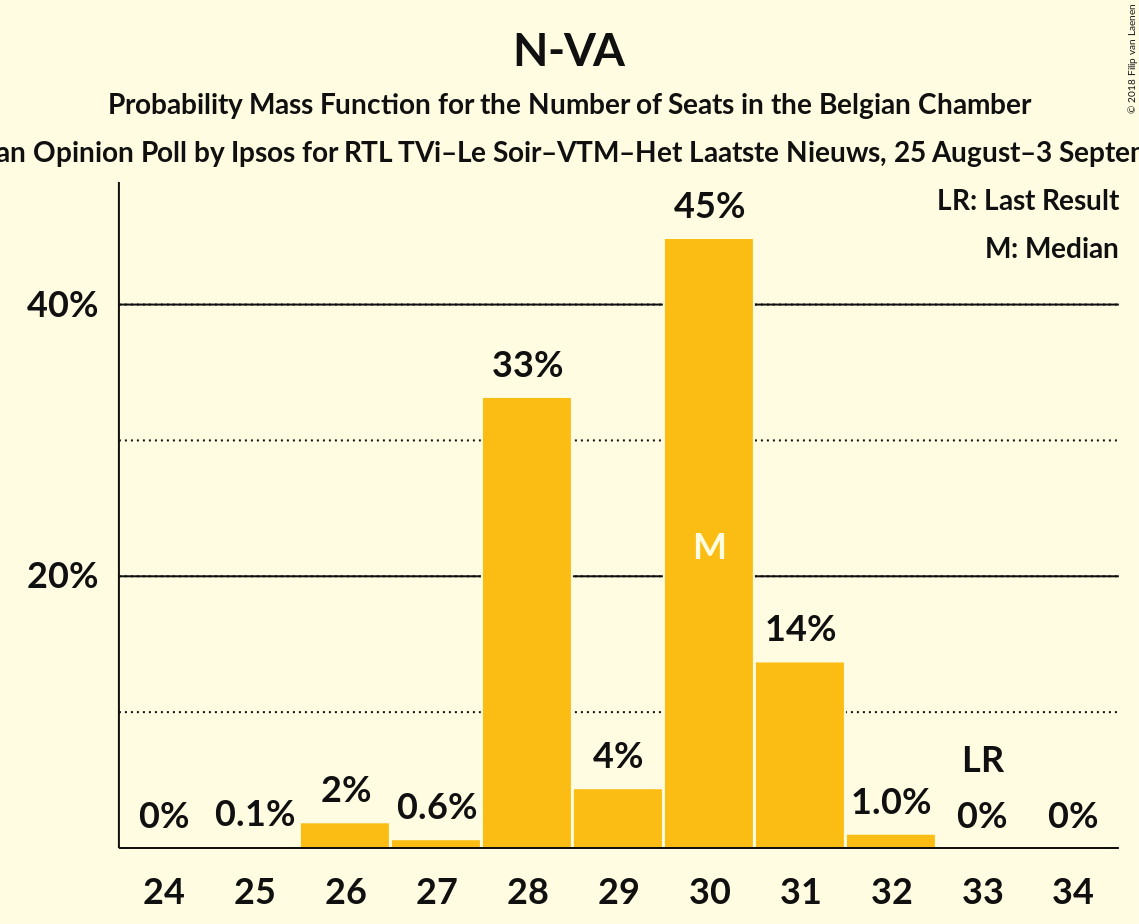 N-VA
Probability Mass Function for the Number of Seats in the Belgian Chamber
an Opinion Poll by Ipsos for RTL TVi–Le Soir–VTM–Het Laatste Nieuws, 25 August–3 Septem
© 2018 Filip van Laenen
LR: Last Result
M: Median
45%
40%
33%
M
20%
14%
4%
LR
2%
0.6%
1.0%
0%
0.1%
0%
0%
24 25 26 27 28 29 30 31 32 33 34